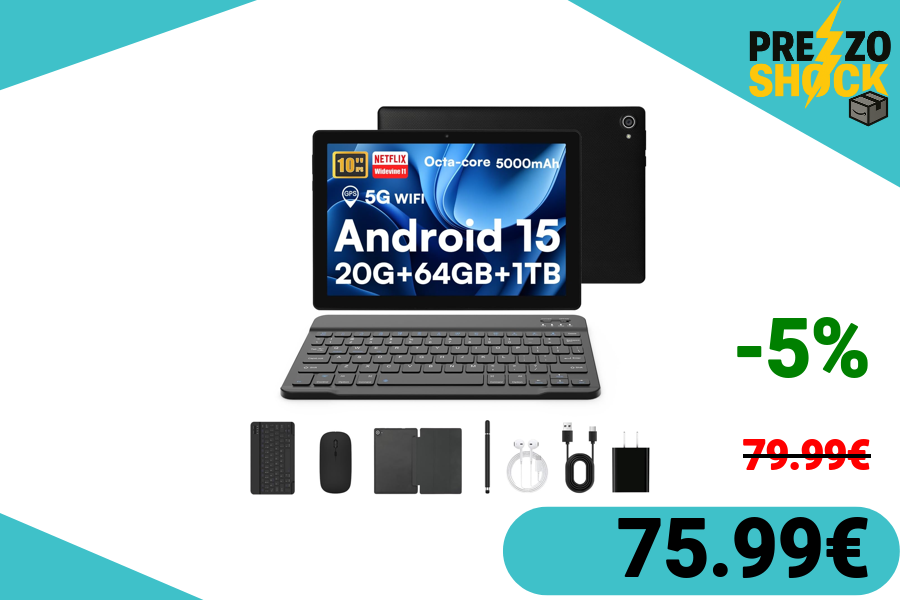 PREZZO
SHOCK
10" IPS
NETFLIX
Widevine l1
Octa-core 5000mAh
GPS
5G WIFI
Android 15
20G+64GB+1TB
-5%
79.99€
75.99€